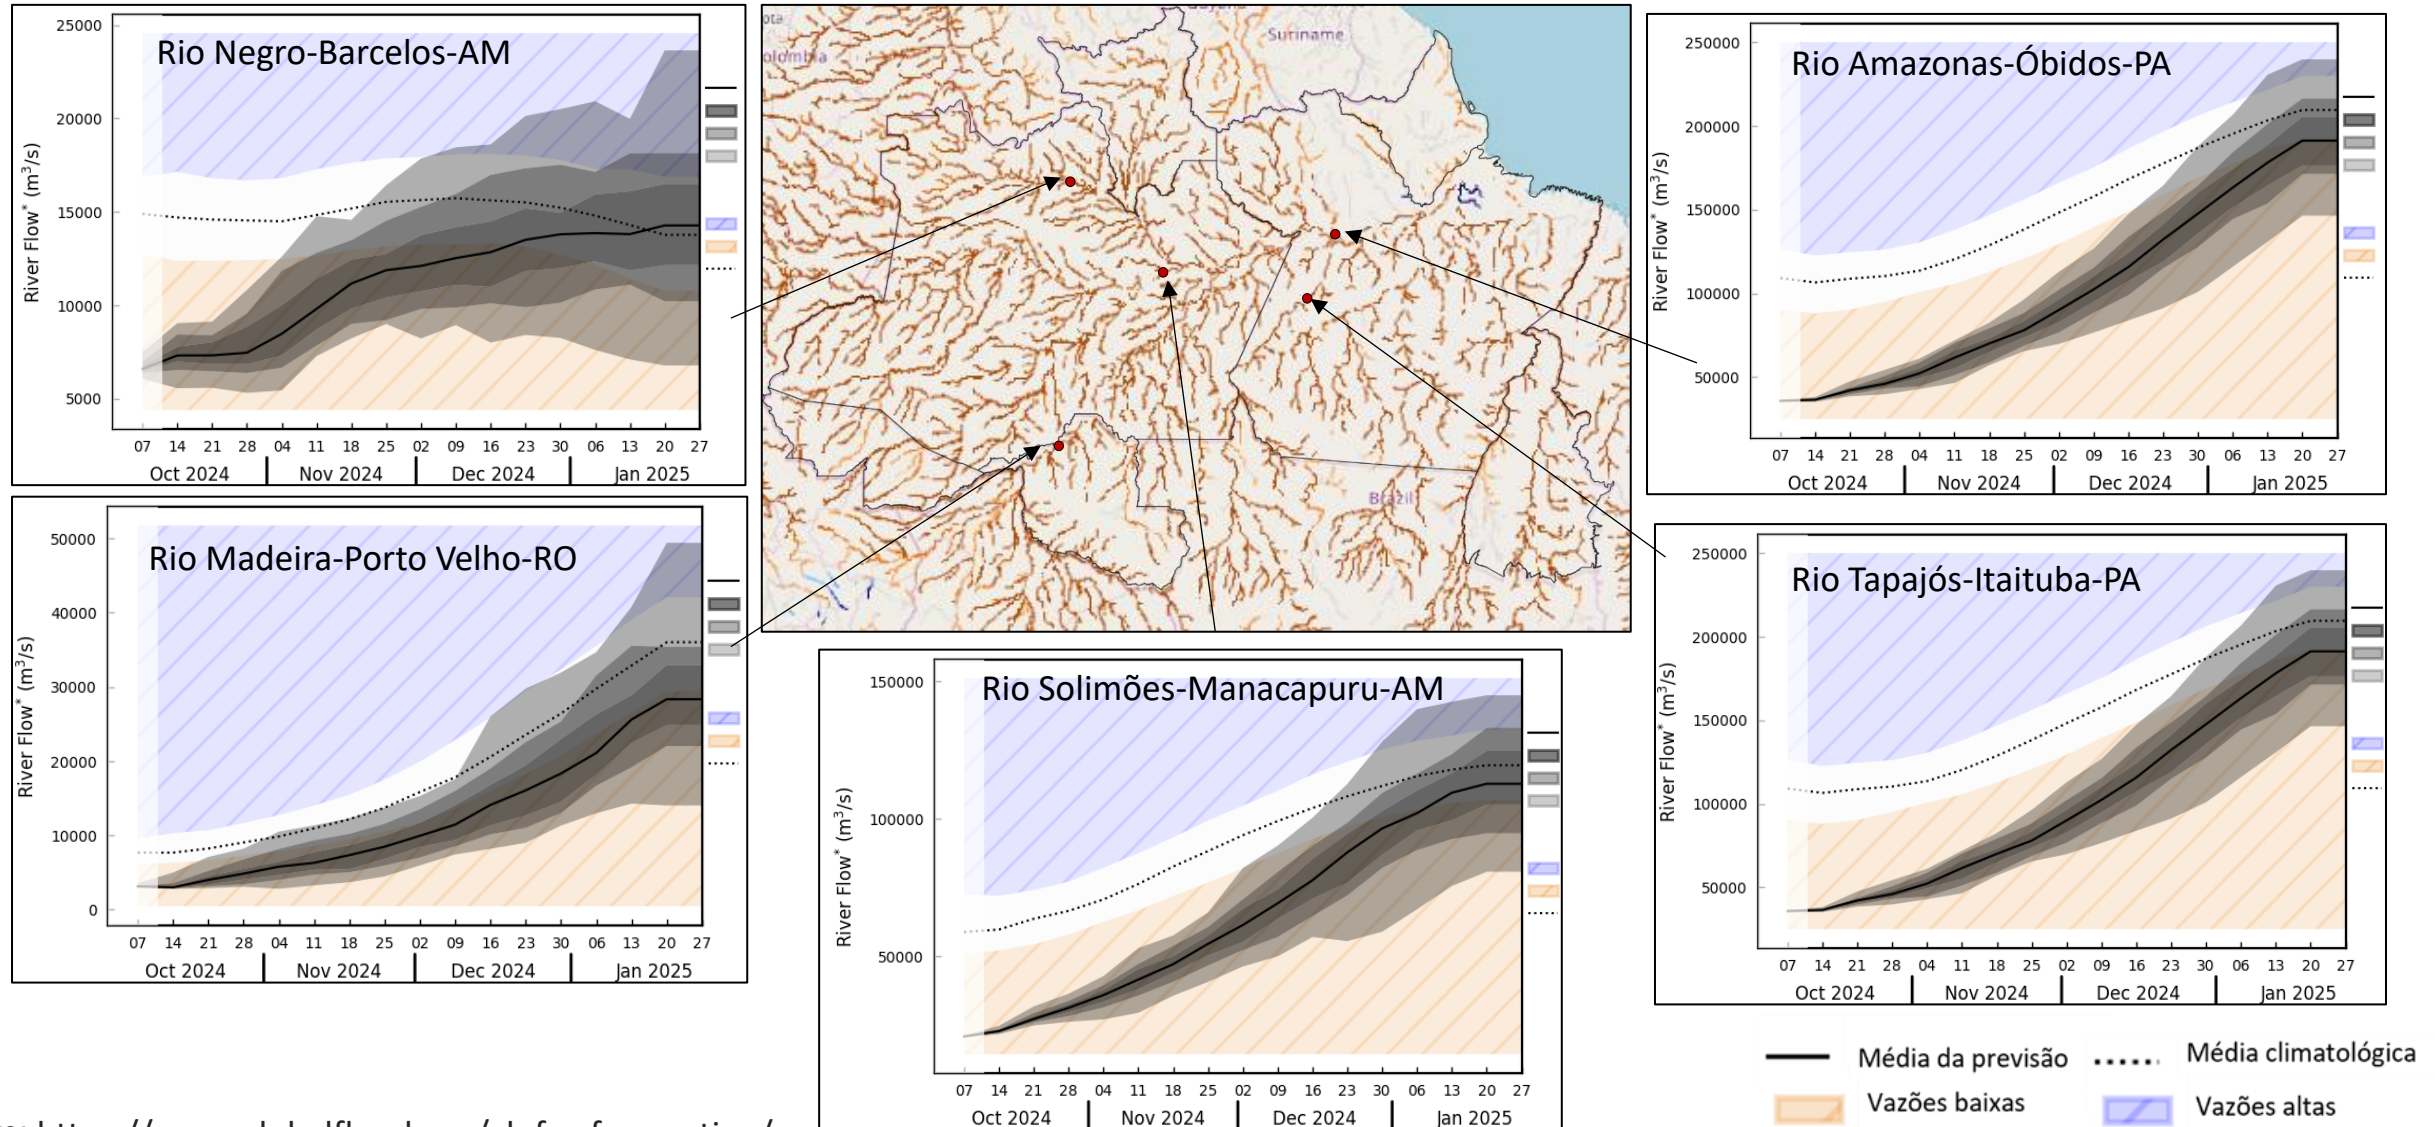 Rio Negro-Barcelos-AM
River Flow* (m³/s)
25000
20000
15000
10000
5000
07 14 21 28 04 11 18 25 02 09 16 23 30 06 13 20 27
Oct 2024 Nov 2024 Dec 2024 Jan 2025
Suriname
Brazil
Rio Amazonas-Óbidos-PA
River Flow* (m³/s)
250000
200000
150000
100000
50000
07 14 21 28 04 11 18 25 02 09 16 23 30 06 13 20 27
Oct 2024 Nov 2024 Dec 2024 Jan 2025
Rio Madeira-Porto Velho-RO
River Flow* (m³/s)
50000
40000
30000
20000
10000
0
07 14 21 28 04 11 18 25 02 09 16 23 30 06 13 20 27
Oct 2024 Nov 2024 Dec 2024 Jan 2025
Rio Solimões-Manacapuru-AM
River Flow* (m³/s)
150000
100000
50000
07 14 21 28 04 11 18 25 02 09 16 23 30 06 13 20 27
Oct 2024 Nov 2024 Dec 2024 Jan 2025
Rio Tapajós-Itaituba-PA
River Flow* (m³/s)
250000
200000
150000
100000
50000
07 14 21 28 04 11 18 25 02 09 16 23 30 06 13 20 27
Oct 2024 Nov 2024 Dec 2024 Jan 2025
Média da previsão Média climatológica
Vazões baixas Vazões altas